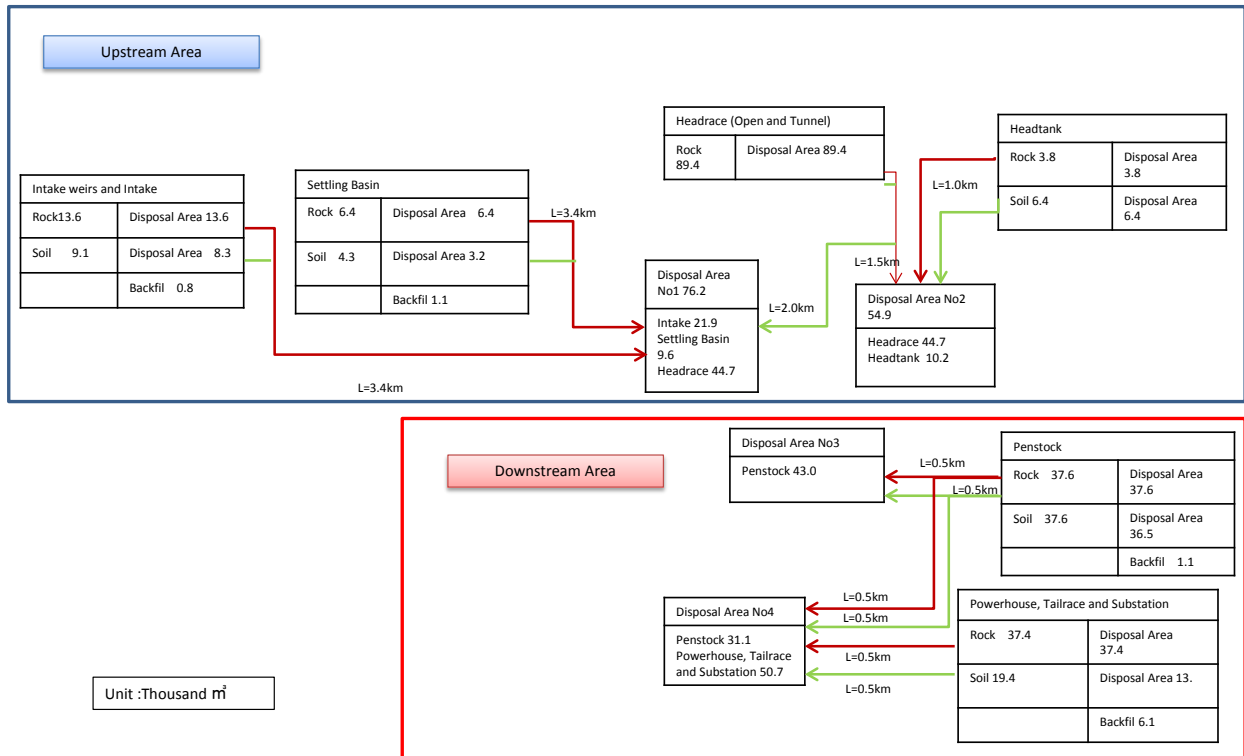 Upstream Area
Intake weirs and Intake
Rock13.6 Disposal Area 13.6
Soil 9.1 Disposal Area 8.3
Backfil 0.8
Settling Basin
Rock 6.4 Disposal Area 6.4
Soil 4.3 Disposal Area 3.2
Backfil 1.1
L=3.4km
L=3.4km
Headrace (Open and Tunnel)
Rock
89.4
Disposal Area 89.4
Headtank
Rock 3.8
Disposal Area
3.8
Soil 6.4
Disposal Area
6.4
L=1.0km
L=1.5km
L=2.0km
Disposal Area
No1 76.2
Intake 21.9
Settling Basin
9.6
Headrace 44.7
Disposal Area No2
54.9
Headrace 44.7
Headtank 10.2
Downstream Area
Disposal Area No3
Penstock 43.0
L=0.5km
L=0.5km
Penstock
Rock 37.6
Disposal Area
37.6
Soil 37.6
Disposal Area
36.5
Backfil 1.1
Disposal Area No4
Penstock 31.1
Powerhouse, Tailrace
and Substation 50.7
L=0.5km
L=0.5km
L=0.5km
L=0.5km
Powerhouse, Tailrace and Substation
Rock 37.4
Disposal Area
37.4
Soil 19.4
Disposal Area 13.
Backfil 6.1
Unit :Thousand ㎥